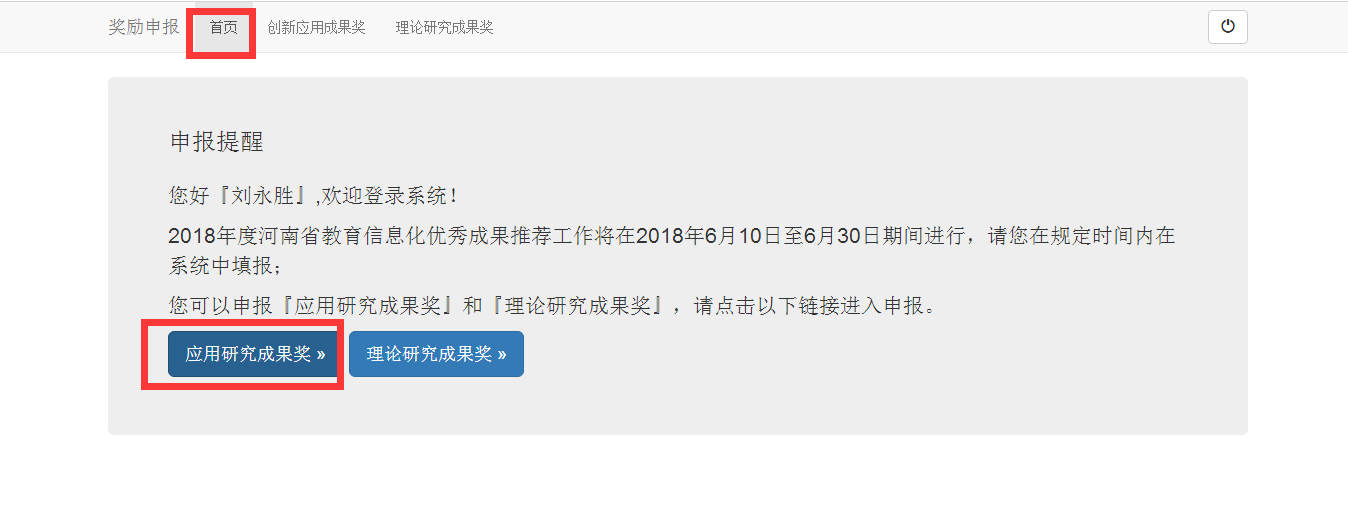 奖励申报 首页 创新应用成果奖 理论研究成果奖
申报提醒
您好『刘永胜』,欢迎登录系统！
2018年度河南省教育信息化优秀成果推荐工作将在2018年6月10日至6月30日期间进行，请您在规定时间内在
系统中填报；
您可以申报『应用研究成果奖』和『理论研究成果奖』，请点击以下链接进入申报。
应用研究成果奖 » 理论研究成果奖 »